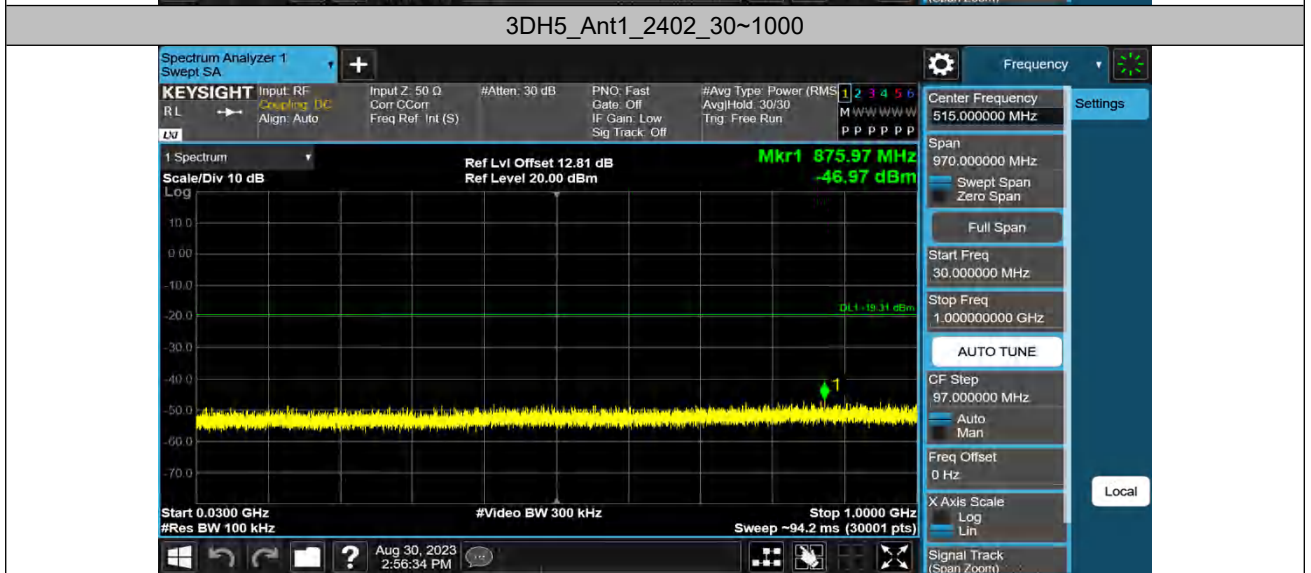 (Span Zoom)
3DH5_Ant1_2402_30~1000
Spectrum Analyzer 1
Swept SA
+
Frequency
KEYSIGHT
Input: RF
Input Z: 50 Ω
#Atten: 30 dB
PNO: Fast
#Avg Type: Power (RMS
1 2 3 4 5 6
RL
Coupling: DC
Corr CCorr
Gate: Off
Avg|Hold: 30/30
M W W W W W
Align: Auto
Freq Ref: Int (S)
IF Gain: Low
Trig: Free Run
LXI
Sig Track: Off
P P P P P P
Center Frequency
515.000000 MHz
Settings
1 Spectrum
Ref Lvl Offset 12.81 dB
Mkr1 875.97 MHz
Scale/Div 10 dB
Ref Level 20.00 dBm
-46.97 dBm
Log
10.0
0.00
-10.0
-20.0
-30.0
-40.0
-50.0
-60.0
-70.0
DL1 -19.31 dBm
1
Start 0.0300 GHz
#Video BW 300 kHz
Stop 1.0000 GHz
#Res BW 100 kHz
Sweep ~94.2 ms (30001 pts)
Span
970.000000 MHz
Swept Span
Zero Span
Full Span
Start Freq
30.000000 MHz
Stop Freq
1.000000000 GHz
AUTO TUNE
CF Step
97.000000 MHz
Auto
Man
Freq Offset
0 Hz
X Axis Scale
Log
Lin
Local
Signal Track
(Span Zoom)
?
Aug 30, 2023
2:56:34 PM